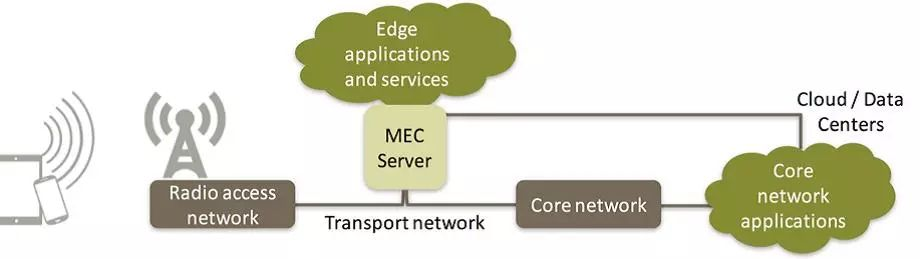 Edge
applications
and services
MEC
Server
Cloud / Data
Centers
Radio access
network
Transport network
Core network
Core
network
applications